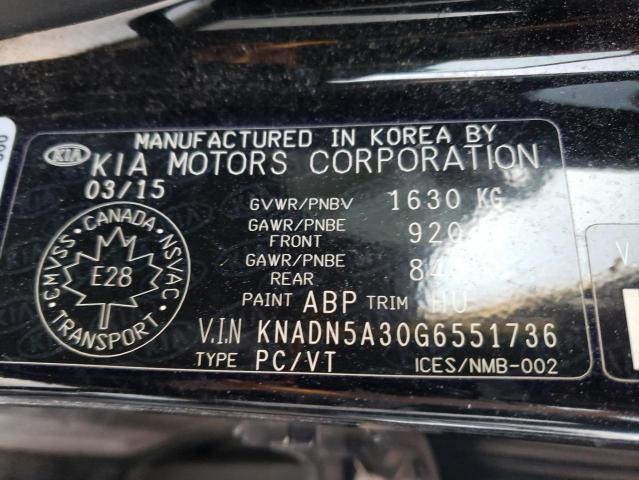 MANUFACTURED IN KOREA BY
KIA KIA MOTORS CORPORATION
03/15
GVWR/PNBV 1630 KG
GAWR/PNBE FRONT
GAWR/PNBE REAR
PAINT ABP TRIM HU
V.I.N KNADN5A30G6551736
TYPE PC/VT ICES/NMB-002
CMVSS CANADA NSVAC
E28
TRANSPORT